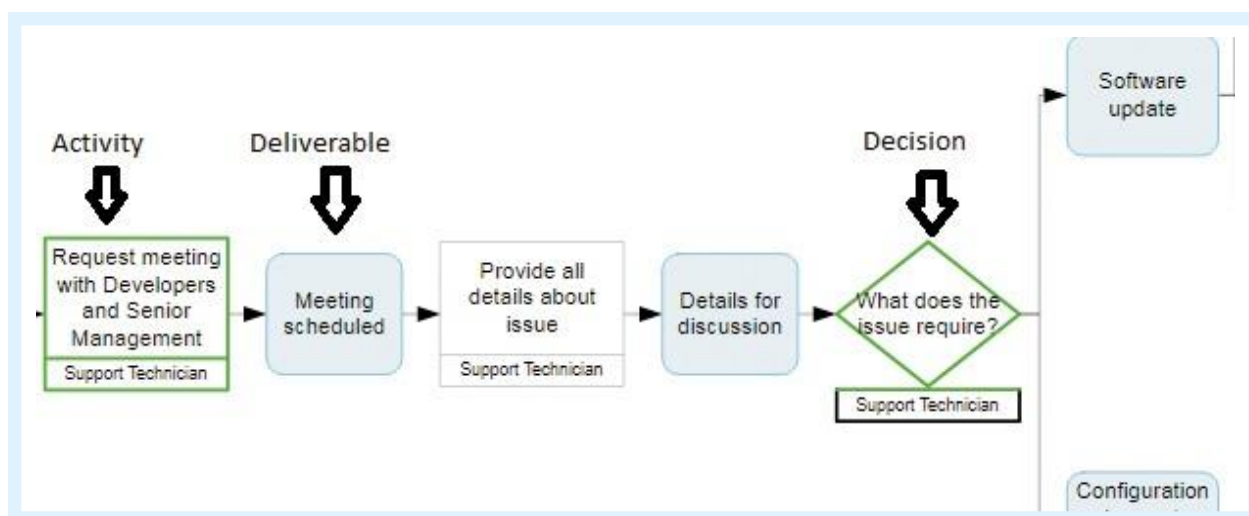 Software
update
Activity
Deliverable
Decision
Request meeting
with Developers
and Senior
Management
Support Technician
Meeting
scheduled
Provide all
details about
issue
Support Technician
Details for
discussion
What does the
issue require?
Support Technician
Configuration